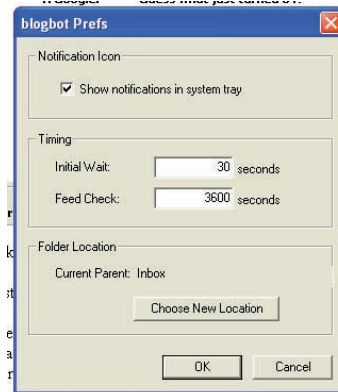 blogbot Prefs
Notification Icon
Show notifications in system tray
Timing
Initial Wait: 30 seconds
Feed Check: 3600 seconds
Folder Location
Current Parent: Inbox
Choose New Location
OK Cancel